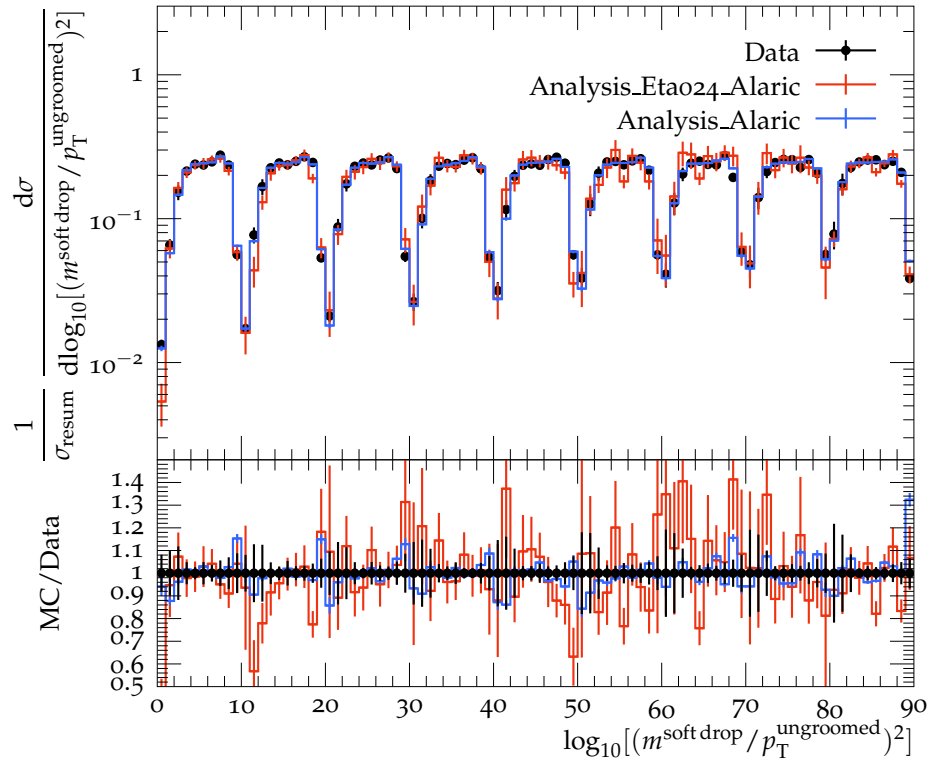 1
σresum
dσ
dlog₁₀[(m^soft drop/p_T^ungroomed)²]
1
10⁻¹
10⁻²
Data
Analysis_Eta024_Alaric
Analysis_Alaric
MC/Data
1.4
1.3
1.2
1.1
1
0.9
0.8
0.7
0.6
0.5
0 10 20 30 40 50 60 70 80 90
log₁₀[(m^soft drop/p_T^ungroomed)²]